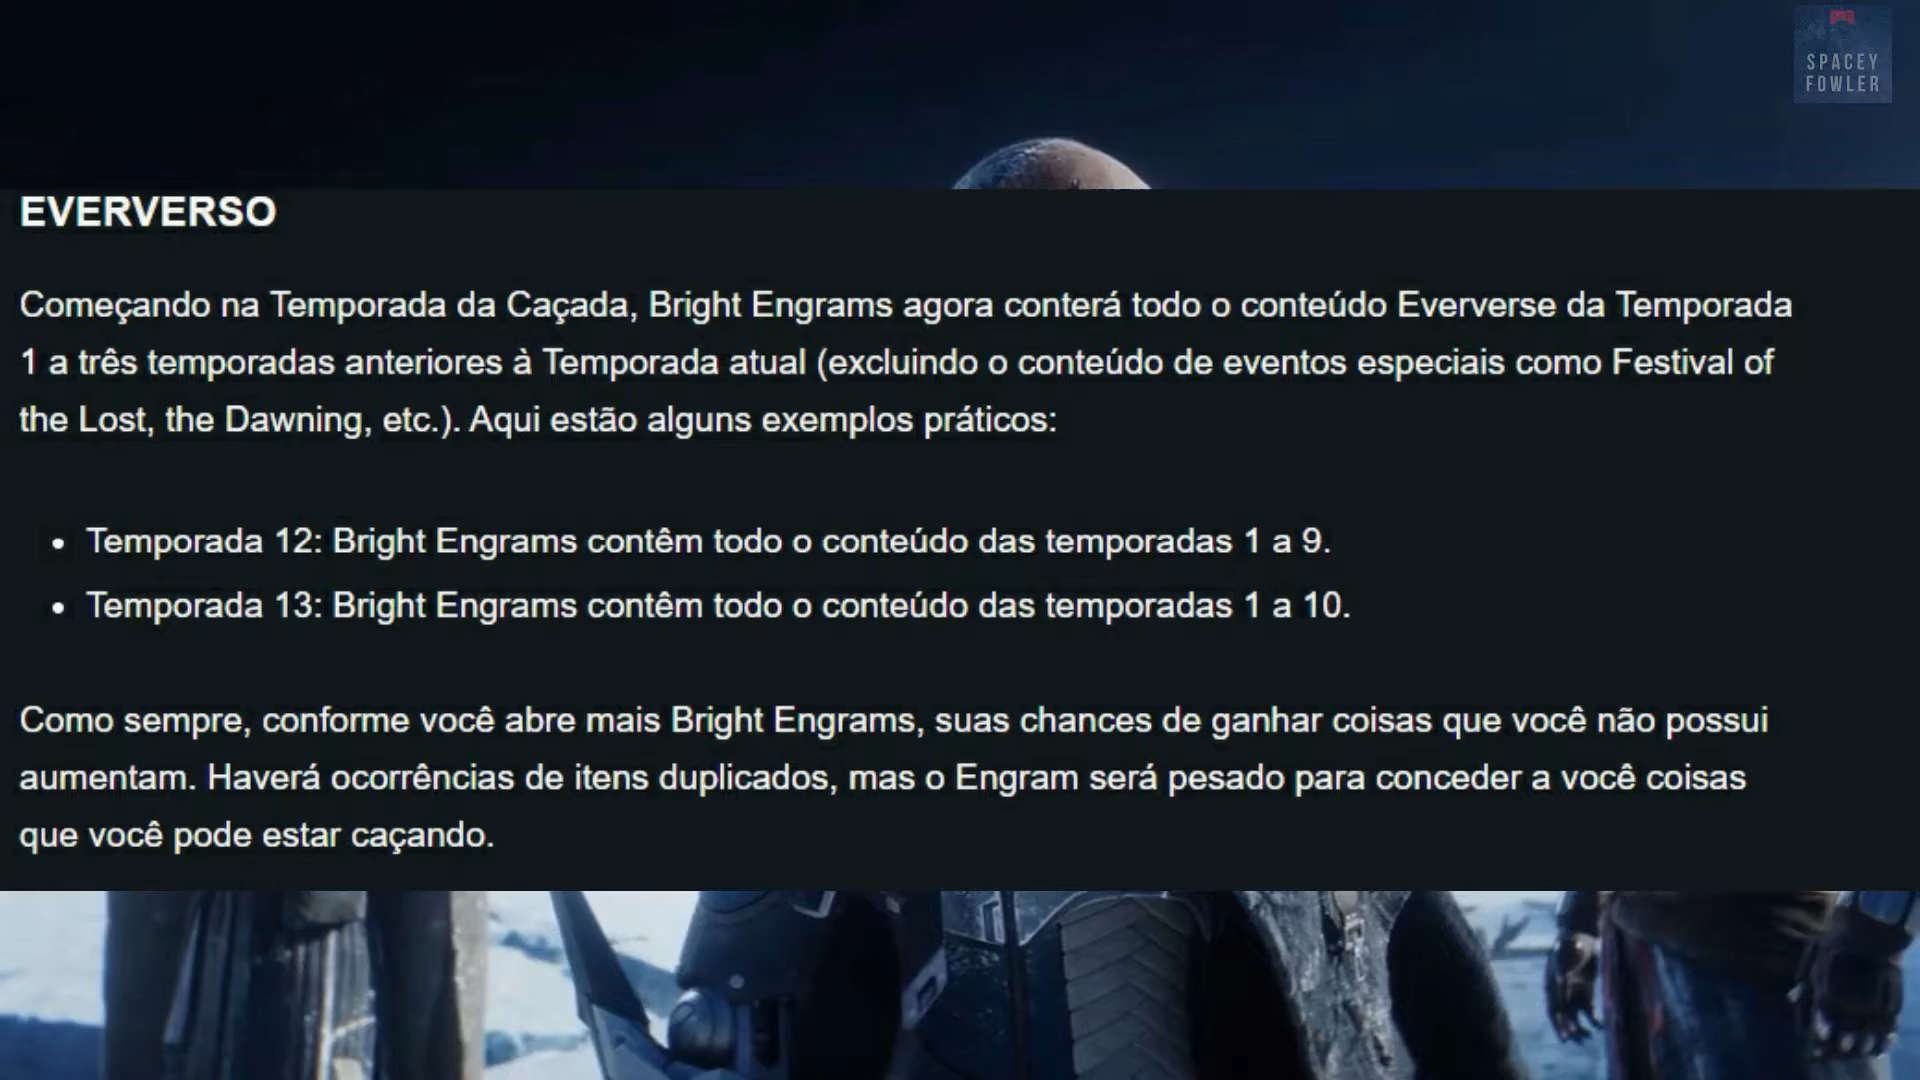 SPACEY
FOWLER
EVERVERSO
Começando na Temporada da Caçada, Bright Engrams agora conterá todo o conteúdo Eververse da Temporada
1 a três temporadas anteriores à Temporada atual (excluindo o conteúdo de eventos especiais como Festival of
the Lost, the Dawning, etc.). Aqui estão alguns exemplos práticos:
• Temporada 12: Bright Engrams contêm todo o conteúdo das temporadas 1 a 9.
• Temporada 13: Bright Engrams contêm todo o conteúdo das temporadas 1 a 10.
Como sempre, conforme você abre mais Bright Engrams, suas chances de ganhar coisas que você não possui
aumentam. Haverá ocorrências de itens duplicados, mas o Engram será pesado para conceder a você coisas
que você pode estar caçando.